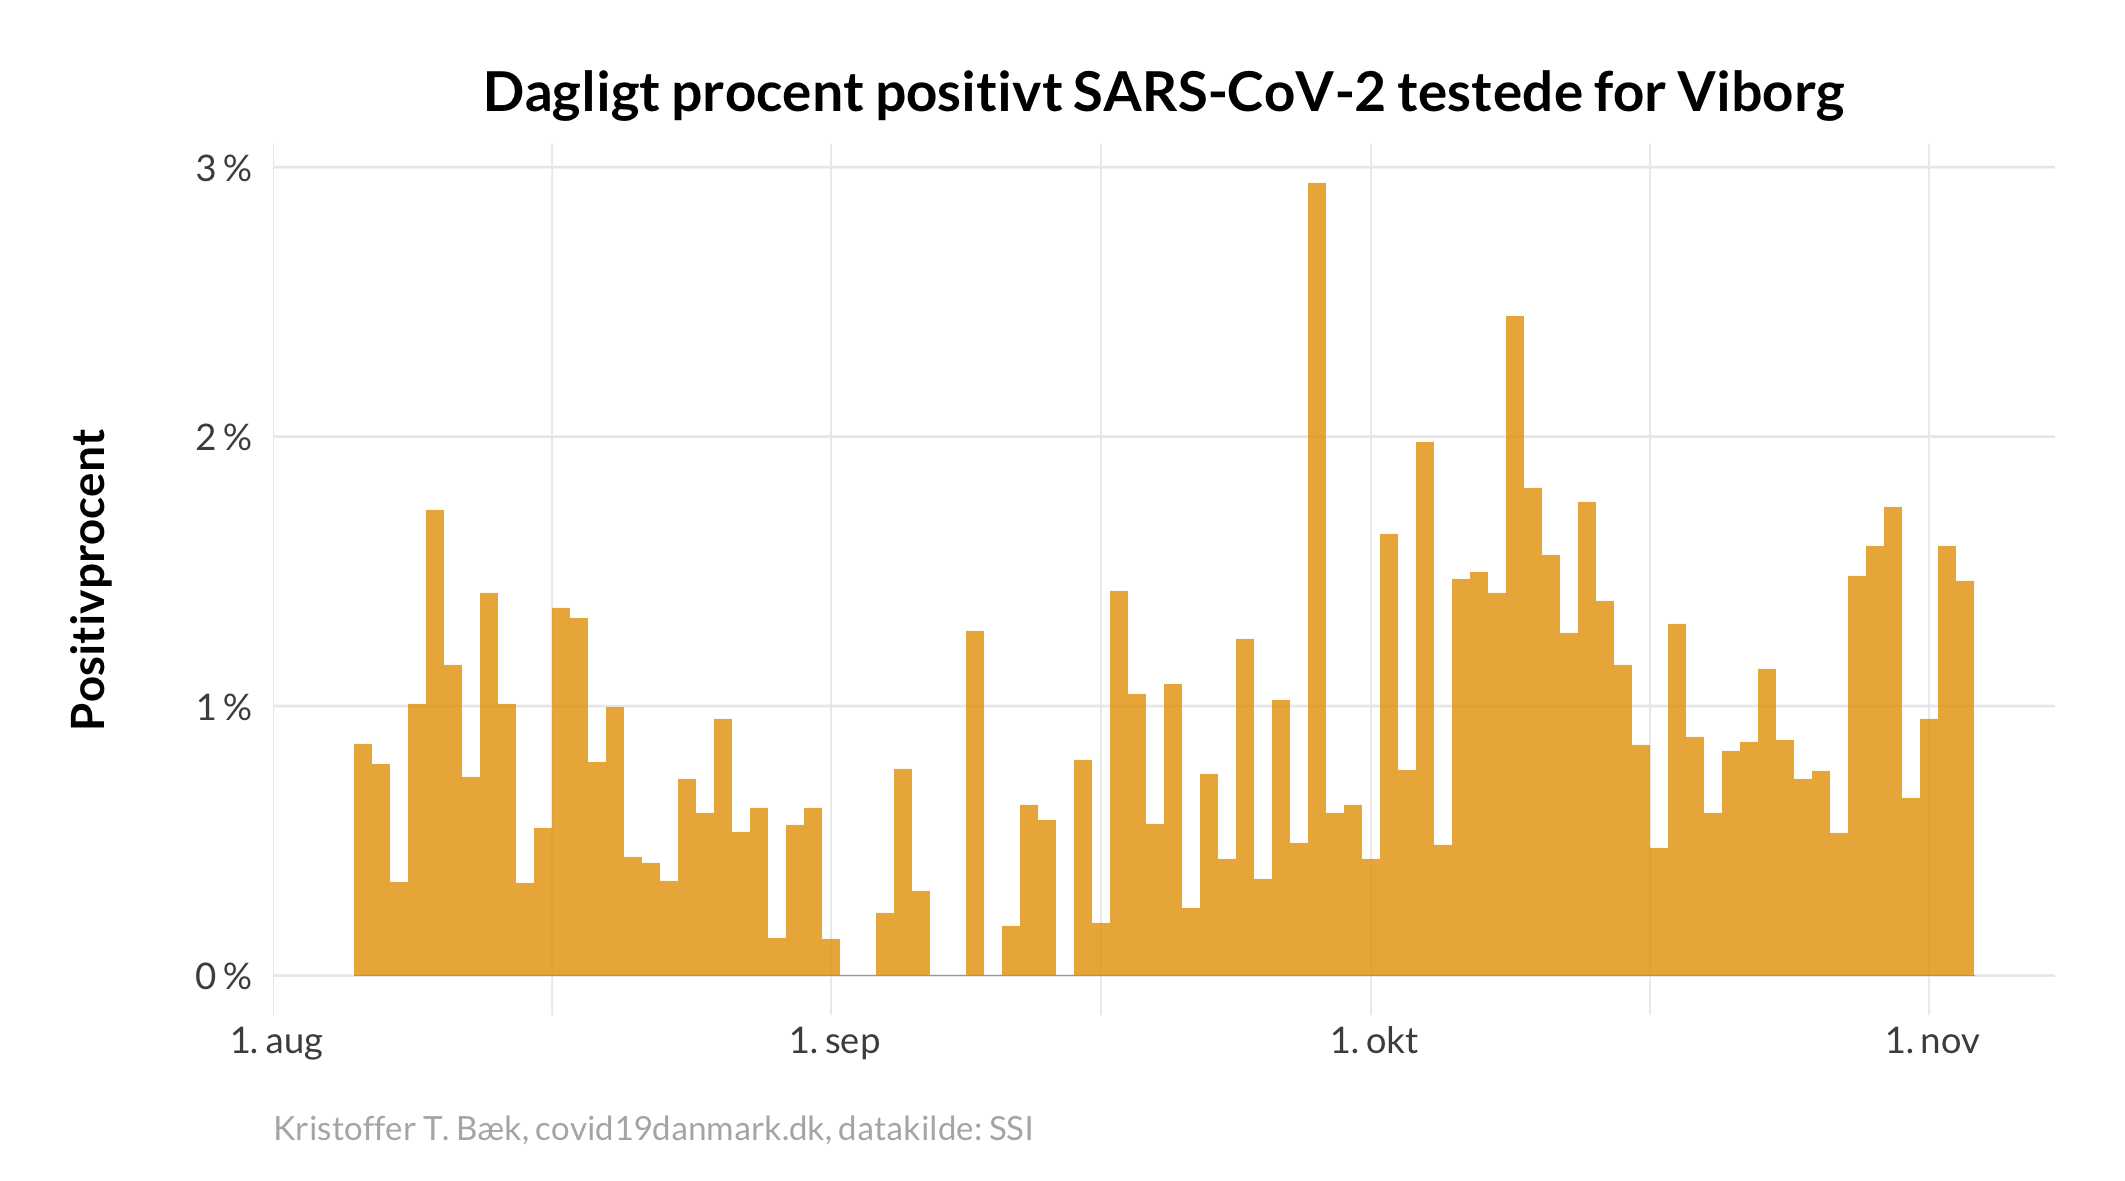 Dagligt procent positivt SARS-CoV-2 testede for Viborg
Positivprocent
3 %
2 %
1 %
0 %
1. aug
1. sep
1. okt
1. nov
Kristoffer T. Bæk, covid19danmark.dk, datakilde: SSI